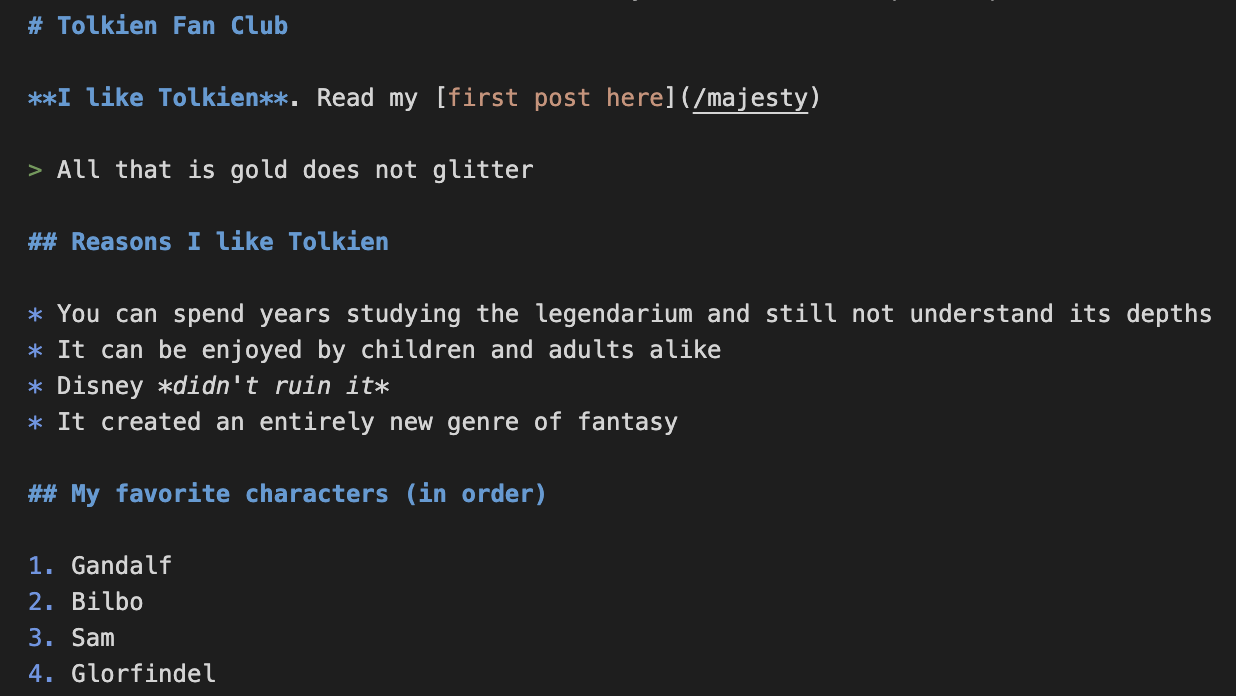 # Tolkien Fan Club
**I like Tolkien**. Read my [first post here](/majesty)
> All that is gold does not glitter
## Reasons I like Tolkien
* You can spend years studying the legendarium and still not understand its depths
* It can be enjoyed by children and adults alike
* Disney *didn't ruin it*
* It created an entirely new genre of fantasy
## My favorite characters (in order)
1. Gandalf
2. Bilbo
3. Sam
4. Glorfindel